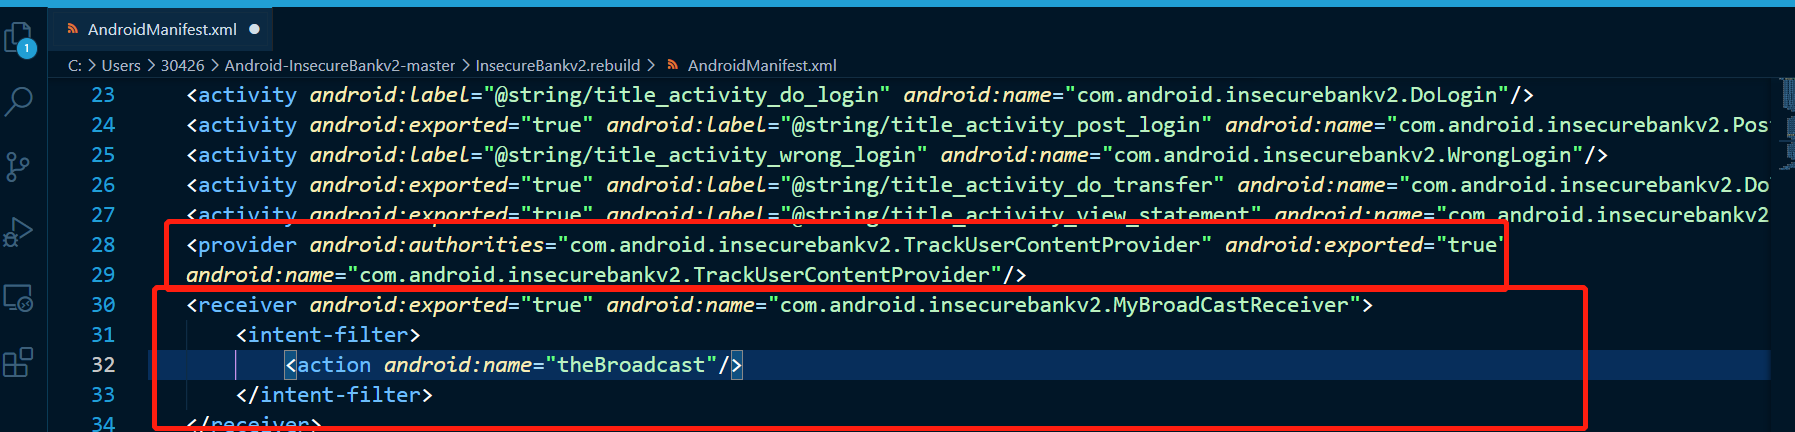 AndroidManifest.xml
1
C: > Users > 30426 > Android-InsecureBankv2-master > InsecureBankv2.rebuild > AndroidManifest.xml
23 <activity android:label="@string/title_activity_do_login" android:name="com.android.insecurebankv2.DoLogin"/>
24 <activity android:exported="true" android:label="@string/title_activity_post_login" android:name="com.android.insecurebankv2.Pos
25 <activity android:label="@string/title_activity_wrong_login" android:name="com.android.insecurebankv2.WrongLogin"/>
26 <activity android:exported="true" android:label="@string/title_activity_do_transfer" android:name="com.android.insecurebankv2.Do
27 <activity android:exported="true" android:label="@string/title_activity_view_statement" android:name="com.android.insecurebankv2
28 <provider android:authorities="com.android.insecurebankv2.TrackUserContentProvider" android:exported="true"
29 android:name="com.android.insecurebankv2.TrackUserContentProvider"/>
30 <receiver android:exported="true" android:name="com.android.insecurebankv2.MyBroadCastReceiver">
31 <intent-filter>
32 <action android:name="theBroadcast"/>
33 </intent-filter>
34 </receiver>